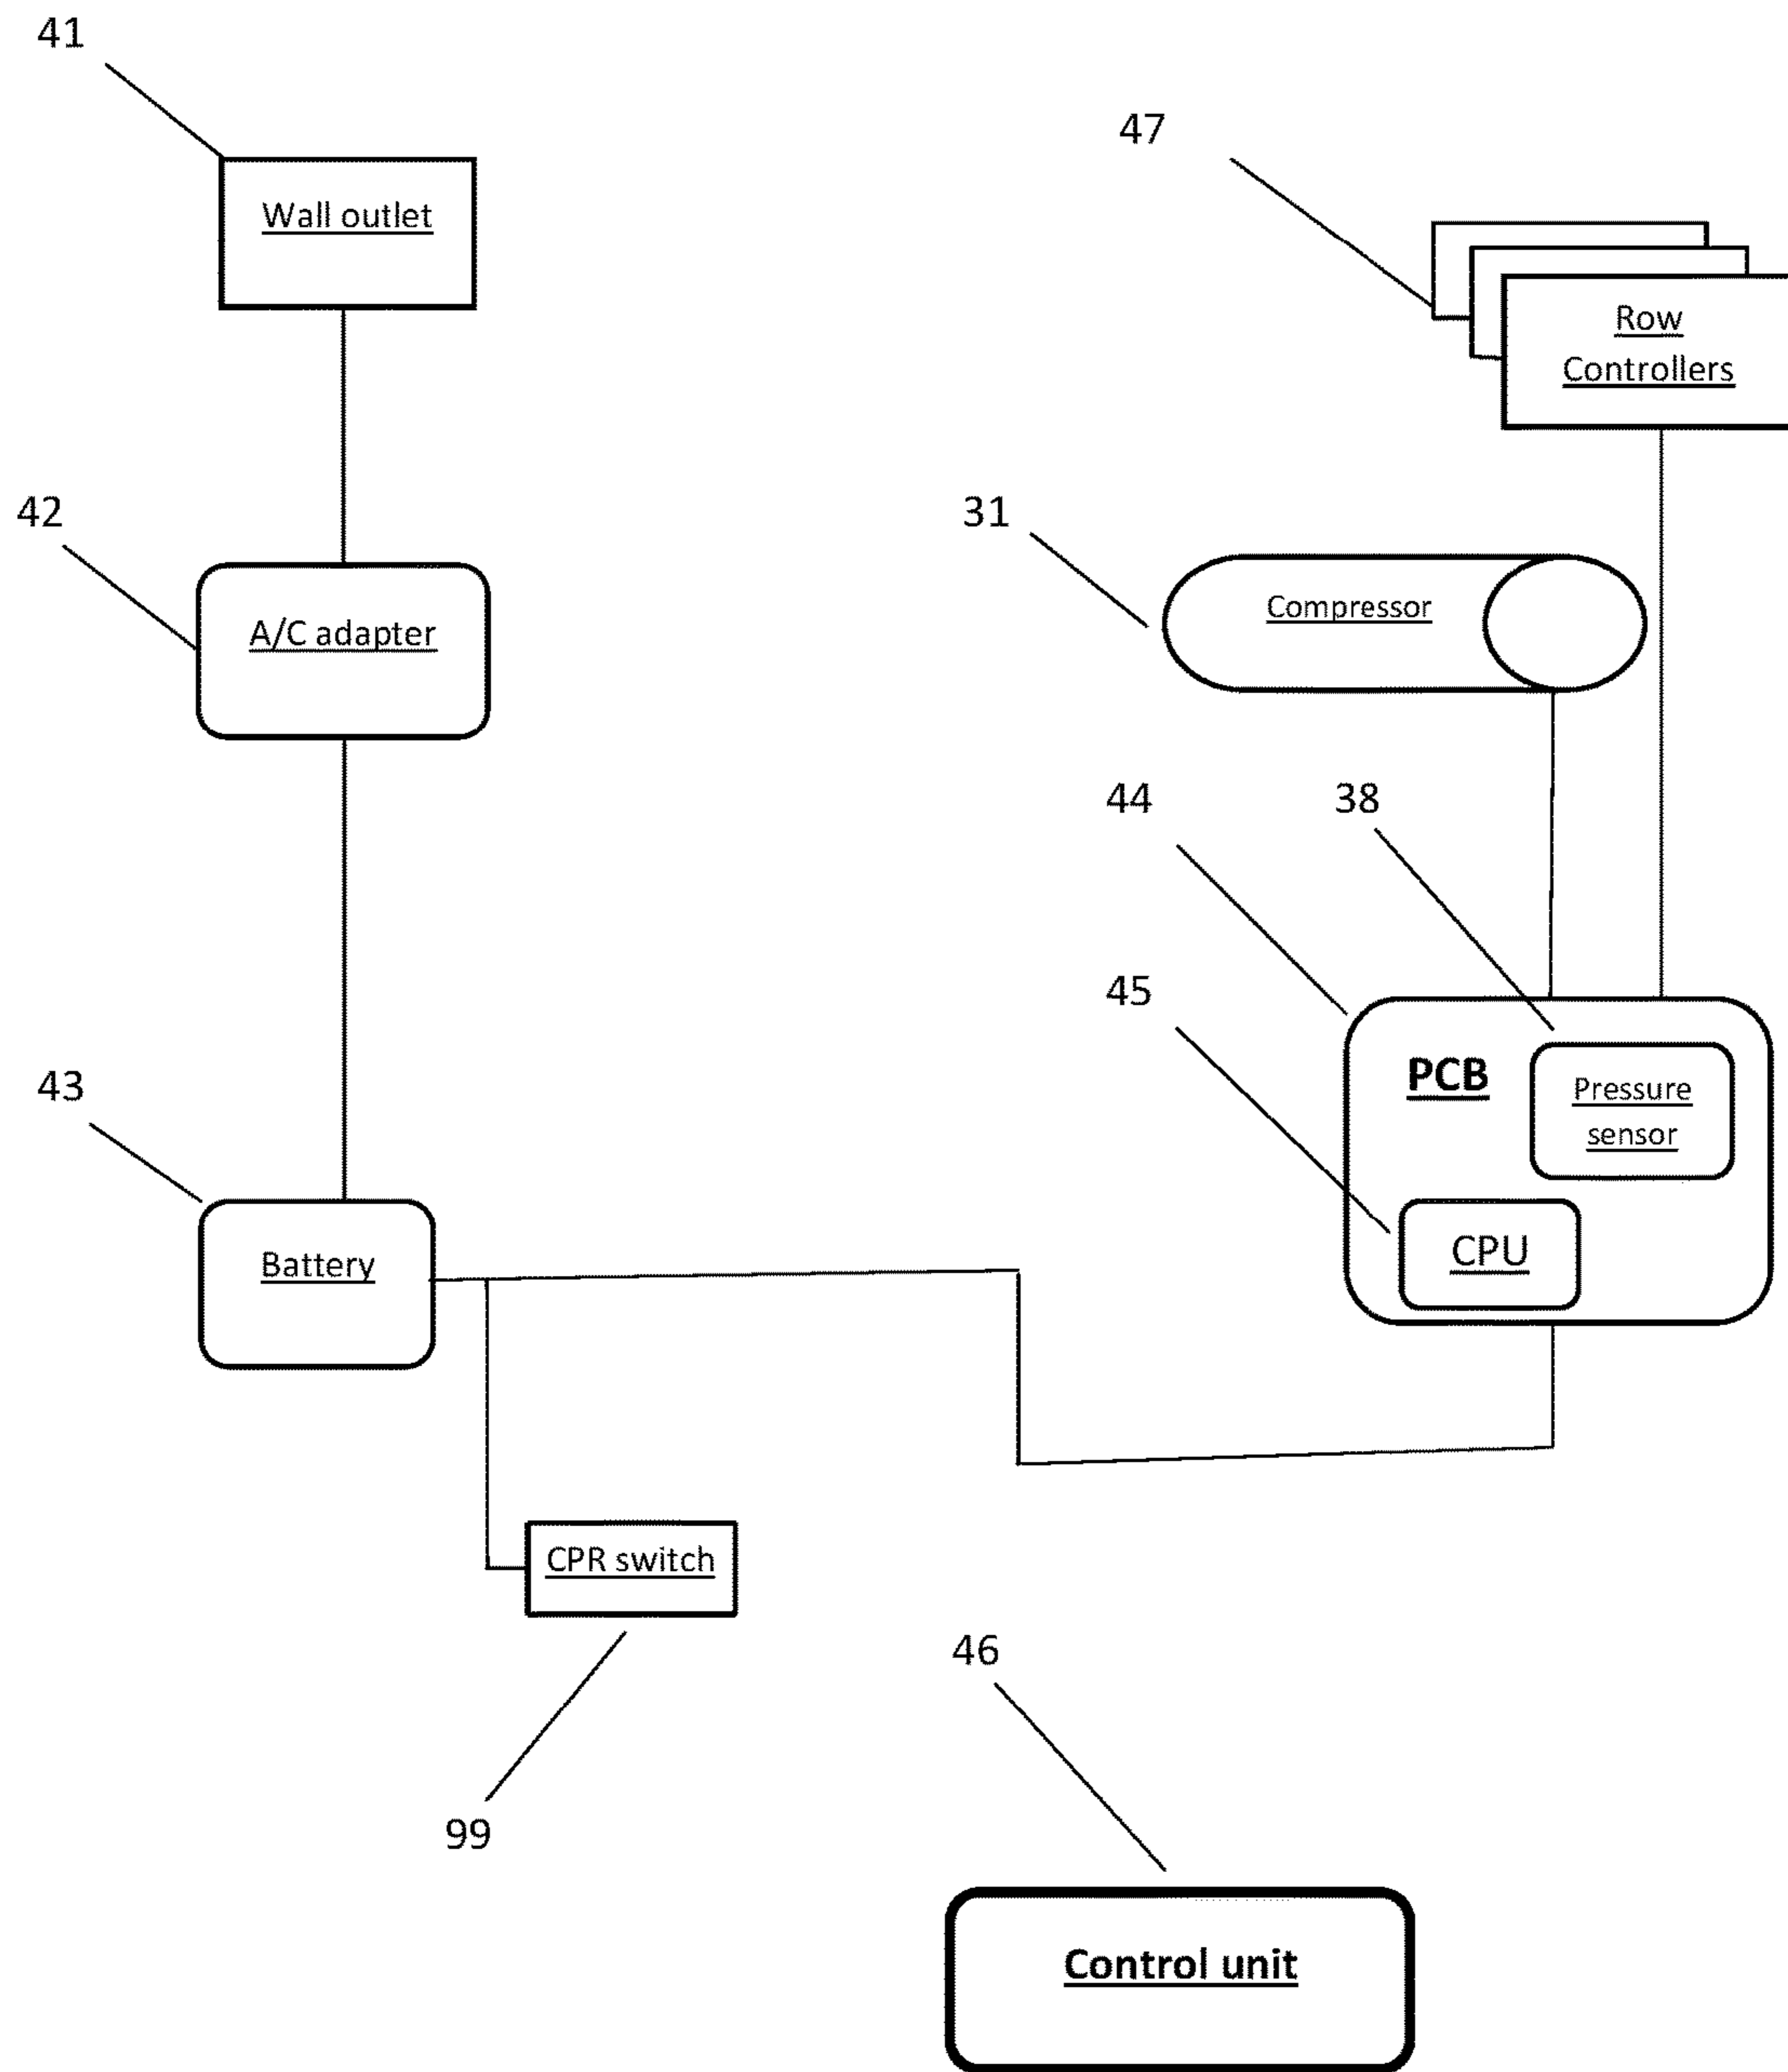 41
47
Wall outlet
Row
Controllers
42
31
A/C adapter
Compressor
44
38
45
43
PCB
Pressure
sensor
Battery
CPU
CPR switch
46
99
Control unit